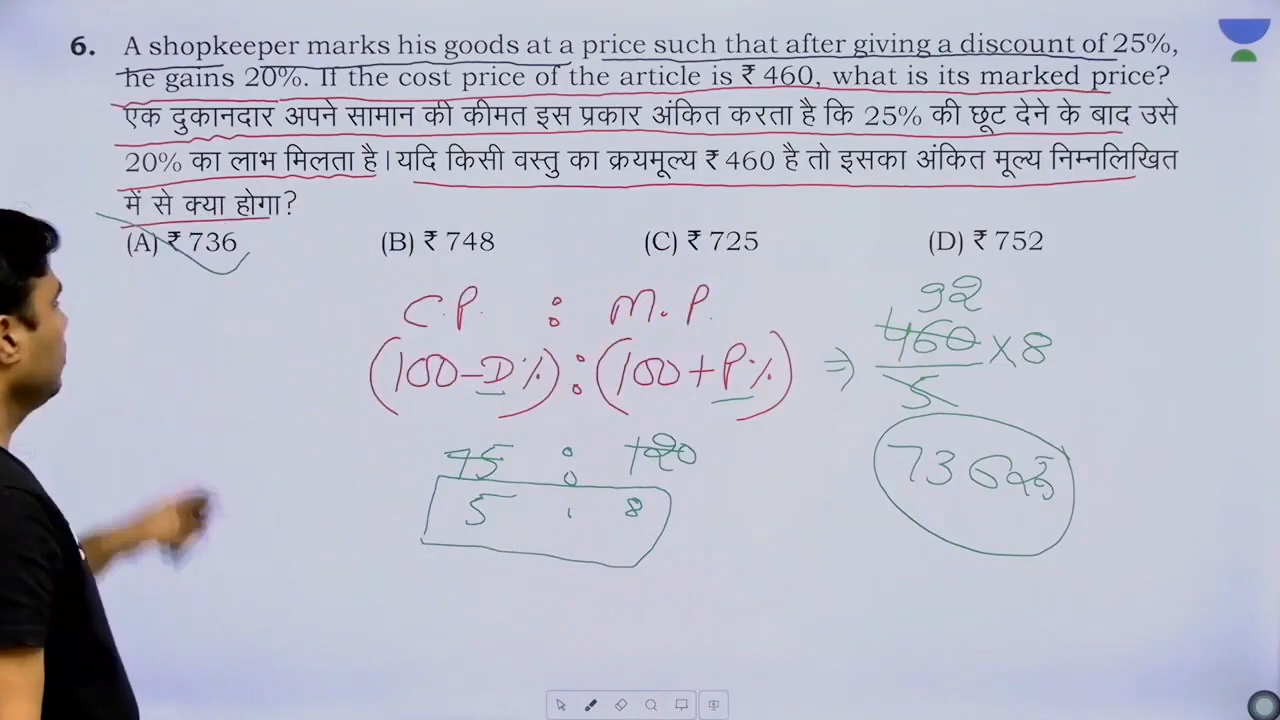 6. A shopkeeper marks his goods at a price such that after giving a discount of 25%,
he gains 20%. If the cost price of the article is ₹ 460, what is its marked price?
एक दुकानदार अपने सामान की कीमत इस प्रकार अंकित करता है कि 25% की छूट देने के बाद उसे
20% का लाभ मिलता है। यदि किसी वस्तु का क्रयमूल्य ₹ 460 है तो इसका अंकित मूल्य निम्नलिखित
में से क्या होगा?
(A) ₹ 736 (B) ₹ 748 (C) ₹ 725 (D) ₹ 752
C.P. : M.P.
(100-D%) : (100+P%) ⇒ 460 × 8
92
5
75 : 120
5 : 8
736रू